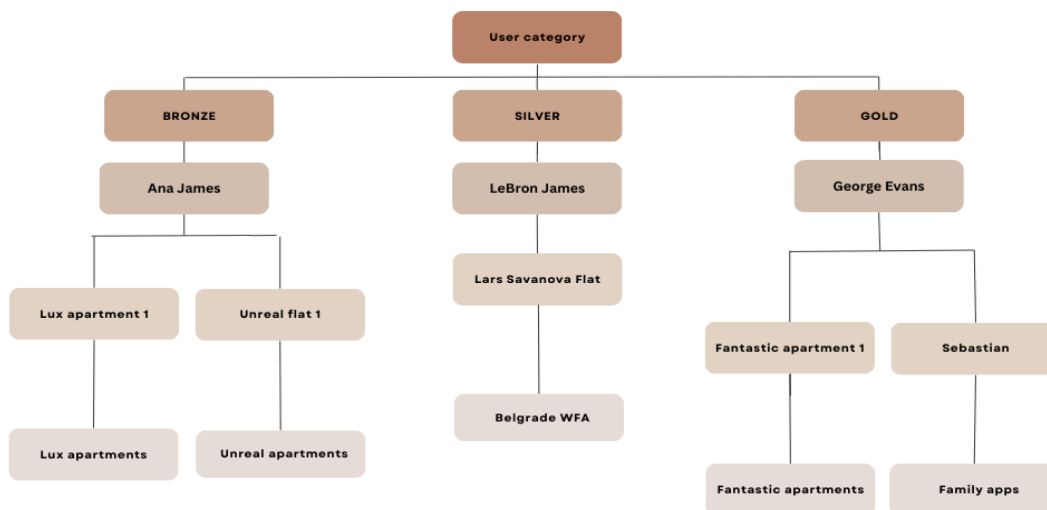 User category
BRONZE
SILVER
GOLD
Ana James
LeBron James
George Evans
Lars Savanova Flat
Lux apartment 1
Unreal flat 1
Fantastic apartment 1
Sebastian
Belgrade WFA
Lux apartments
Unreal apartments
Fantastic apartments
Family apps